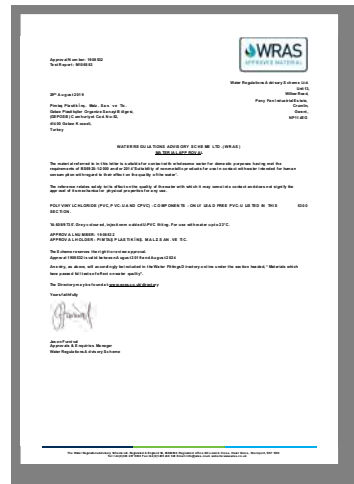 Approval Number: 1908532
Test Report: M108583
WRAS
APPROVED MATERIAL
Water Regulations Advisory Scheme Ltd.
Unit 13,
Willow Road,
Pen y Fan Industrial Estate,
Crumlin,
Gwent,
NP11 4EG
29th August 2019
Pimtaş Plastik İnş. Malz. San. ve Tic.
Gebze Plastikçiler Organize Sanayi Bölgesi,
(GEPOSB) Cumhuriyet Cad. No:52,
41400 Gebze Kocaeli,
Turkey
WATER REGULATIONS ADVISORY SCHEME LTD. (WRAS)
MATERIAL APPROVAL
The material referred to in this letter is suitable for contact with wholesome water for domestic purposes having met the
requirements of BS6920-1:2000 and/or 2014 'Suitability of non-metallic products for use in contact with water intended for human
consumption with regard to their effect on the quality of the water'.
The reference relates solely to its effect on the quality of the water with which it may come into contact and does not signify the
approval of its mechanical or physical properties for any use.
POLYVINYL CHLORIDE (PVC, PVC-U AND CPVC) - COMPONENTS. ONLY LEAD FREE PVC-U LISTED IN THIS
SECTION.
Grey coloured, injection moulded U-PVC fitting. For use with water up to 23°C.
APPROVAL NUMBER: 1908532
APPROVAL HOLDER: PIMTAŞ PLASTİK İNŞ. MALZ SAN. VE TIC.
The Scheme reserves the right to review approval.
Approval 1908532 is valid between August 2019 and August 2024
An entry, as above, will accordingly be included in the Water Fittings Directory on-line under the section headed, "Materials which
have passed full tests of effect on water quality".
The Directory may be found at: www.wras.co.uk/directory
Yours faithfully
Jason Furnival
Approvals & Enquiries Manager
Water Regulations Advisory Scheme